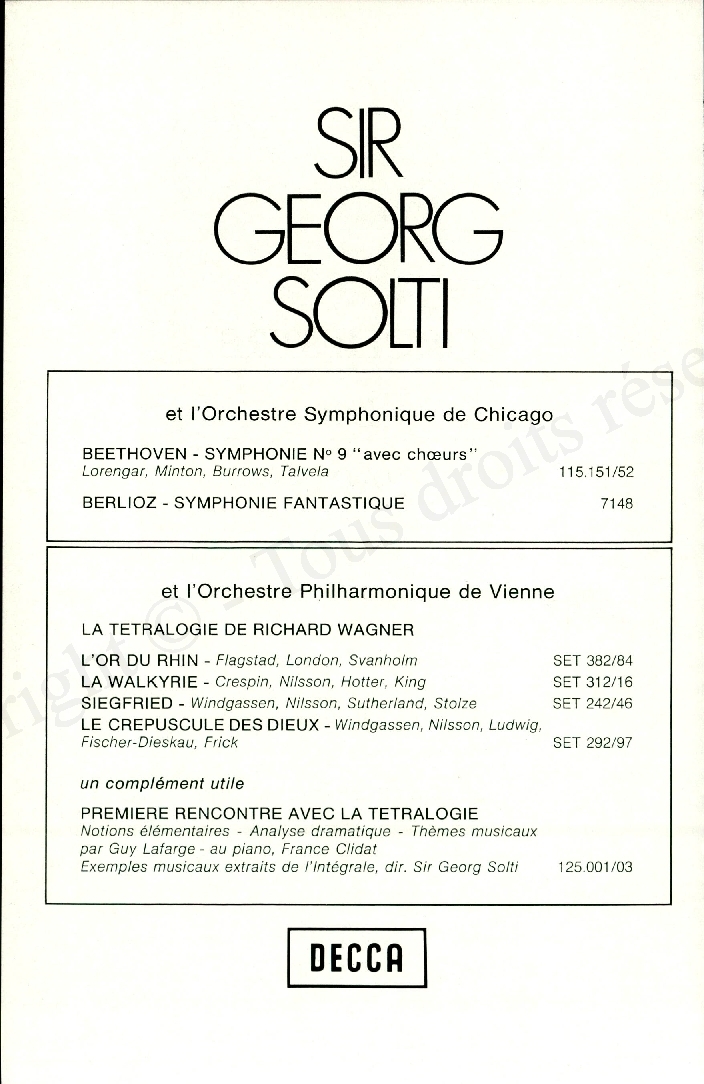 SIR
GEORG
SOLTI
et l'Orchestre Symphonique de Chicago
BEETHOVEN - SYMPHONIE Nº 9 "avec chœurs"
Lorengar, Minton, Burrows, Talvela 115.151/52
BERLIOZ - SYMPHONIE FANTASTIQUE 7148
et l'Orchestre Philharmonique de Vienne
LA TETRALOGIE DE RICHARD WAGNER
L'OR DU RHIN - Flagstad, London, Svanholm SET 382/84
LA WALKYRIE - Crespin, Nilsson, Hotter, King SET 312/16
SIEGFRIED - Windgassen, Nilsson, Sutherland, Stolze SET 242/46
LE CREPUSCULE DES DIEUX - Windgassen, Nilsson, Ludwig,
Fischer-Dieskau, Frick SET 292/97
un complément utile
PREMIERE RENCONTRE AVEC LA TETRALOGIE
Notions élémentaires - Analyse dramatique - Thèmes musicaux
par Guy Lafarge - au piano, France Clidat
Exemples musicaux extraits de l'Intégrale, dir. Sir Georg Solti 125.001/03
DECCA
right © - Tous droits rése